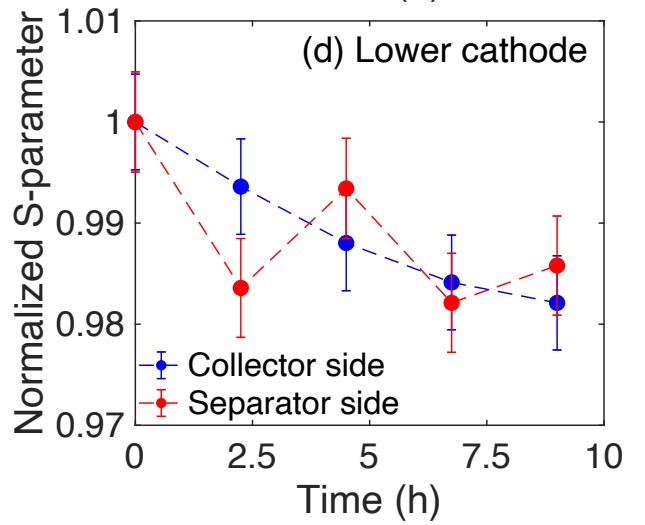 1.01
(d) Lower cathode
1
0.99
0.98
0.97
Normalized S-parameter
Collector side
Separator side
0
2.5
5
7.5
10
Time (h)